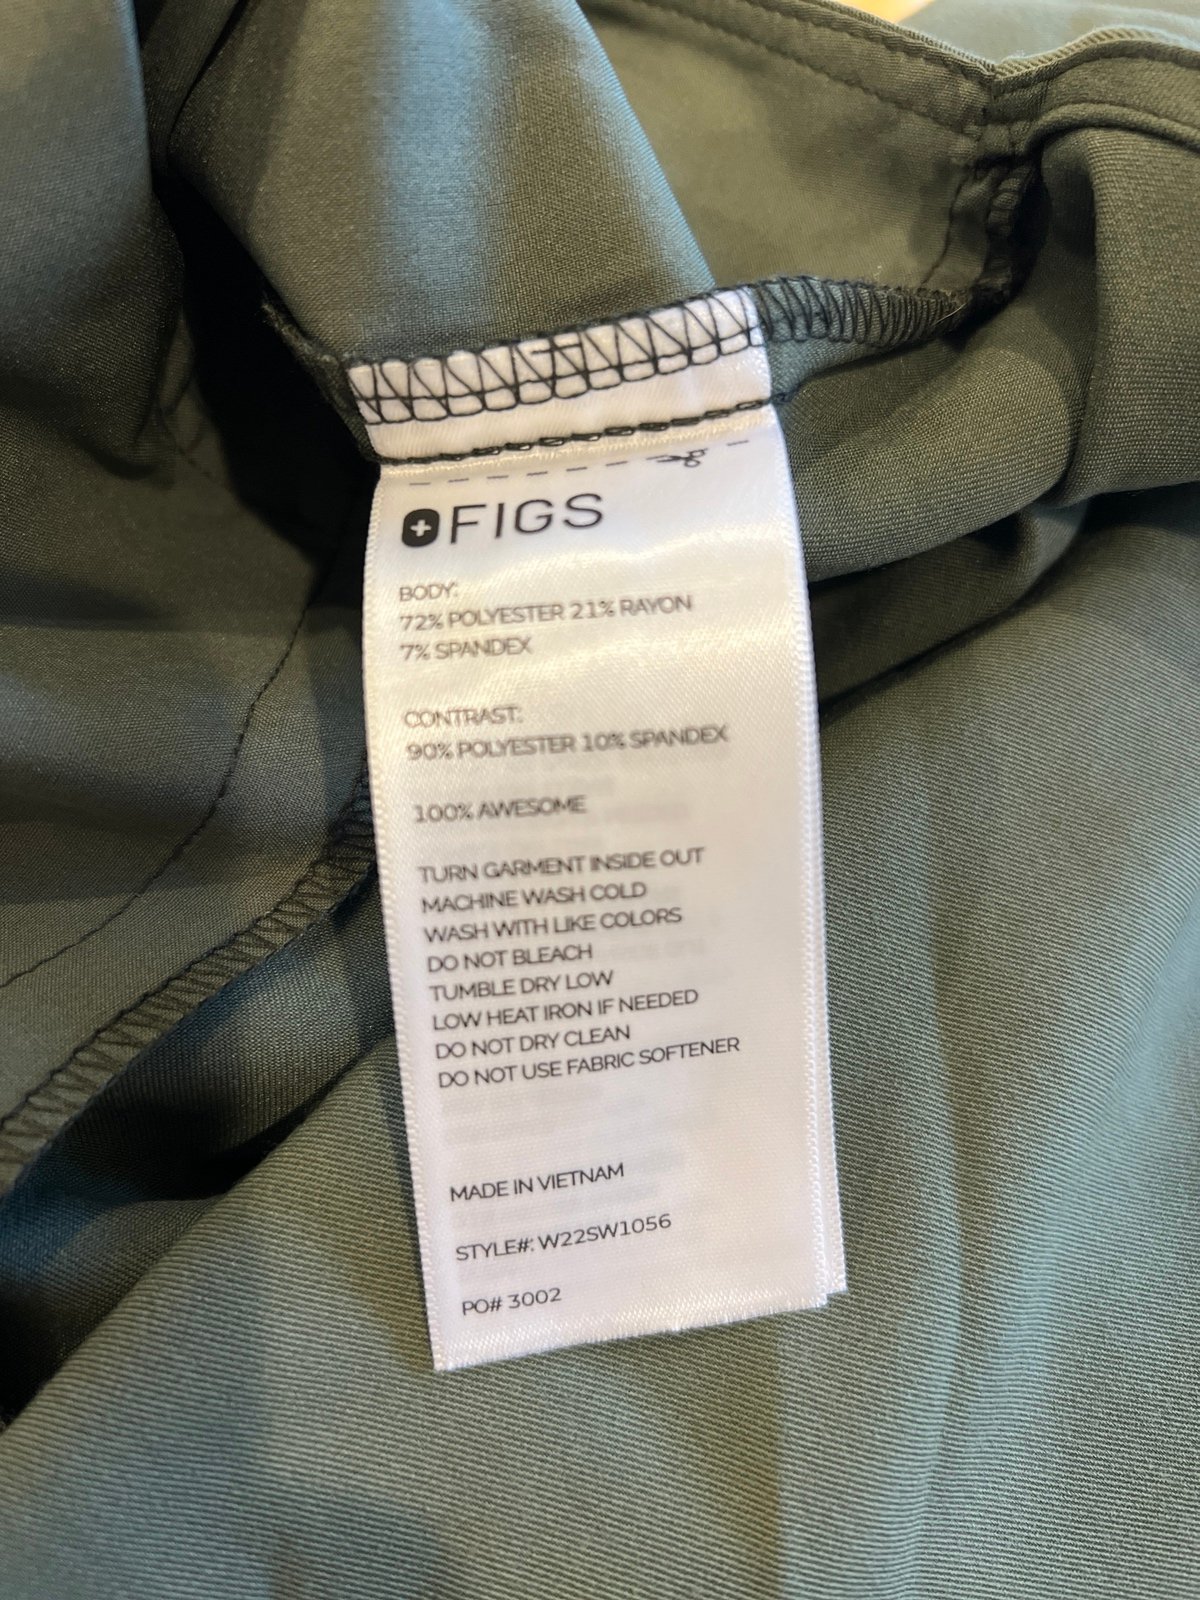 FIGS
BODY:
72% POLYESTER 21% RAYON
7% SPANDEX
CONTRAST:
90% POLYESTER 10% SPANDEX
100% AWESOME
TURN GARMENT INSIDE OUT
MACHINE WASH COLD
WASH WITH LIKE COLORS
DO NOT BLEACH
TUMBLE DRY LOW
LOW HEAT IRON IF NEEDED
DO NOT DRY CLEAN
DO NOT USE FABRIC SOFTENER
MADE IN VIETNAM
STYLE#: W22SW1056
PO# 3002